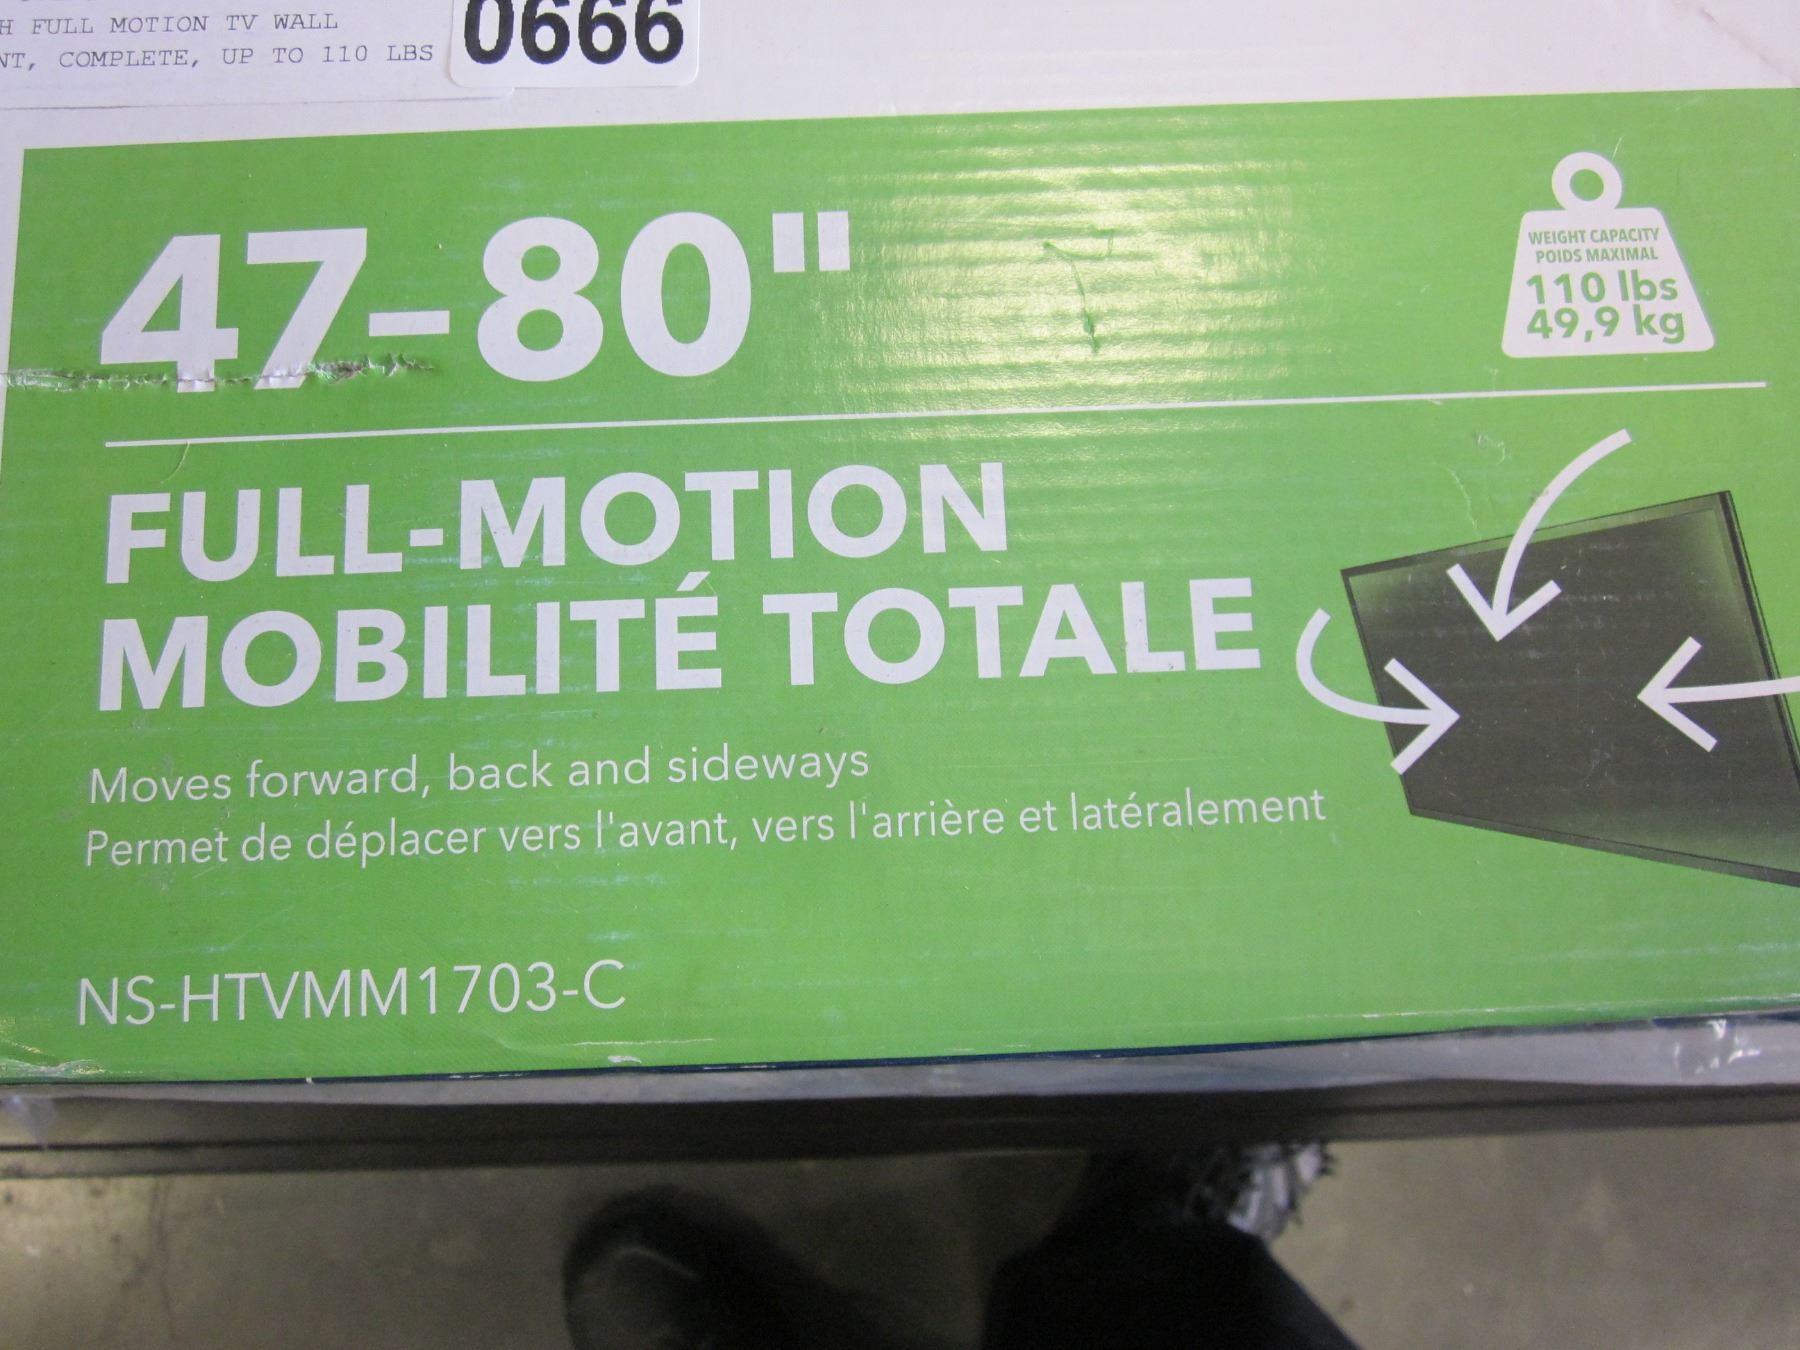 H FULL MOTION TV WALL
NT, COMPLETE, UP TO 110 LBS
0666
47-80"
WEIGHT CAPACITY
POIDS MAXIMAL
110 lbs
49,9 kg
FULL-MOTION
MOBILITÉ TOTALE
Moves forward, back and sideways
Permet de déplacer vers l'avant, vers l'arrière et latéralement
NS-HTVMM1703-C